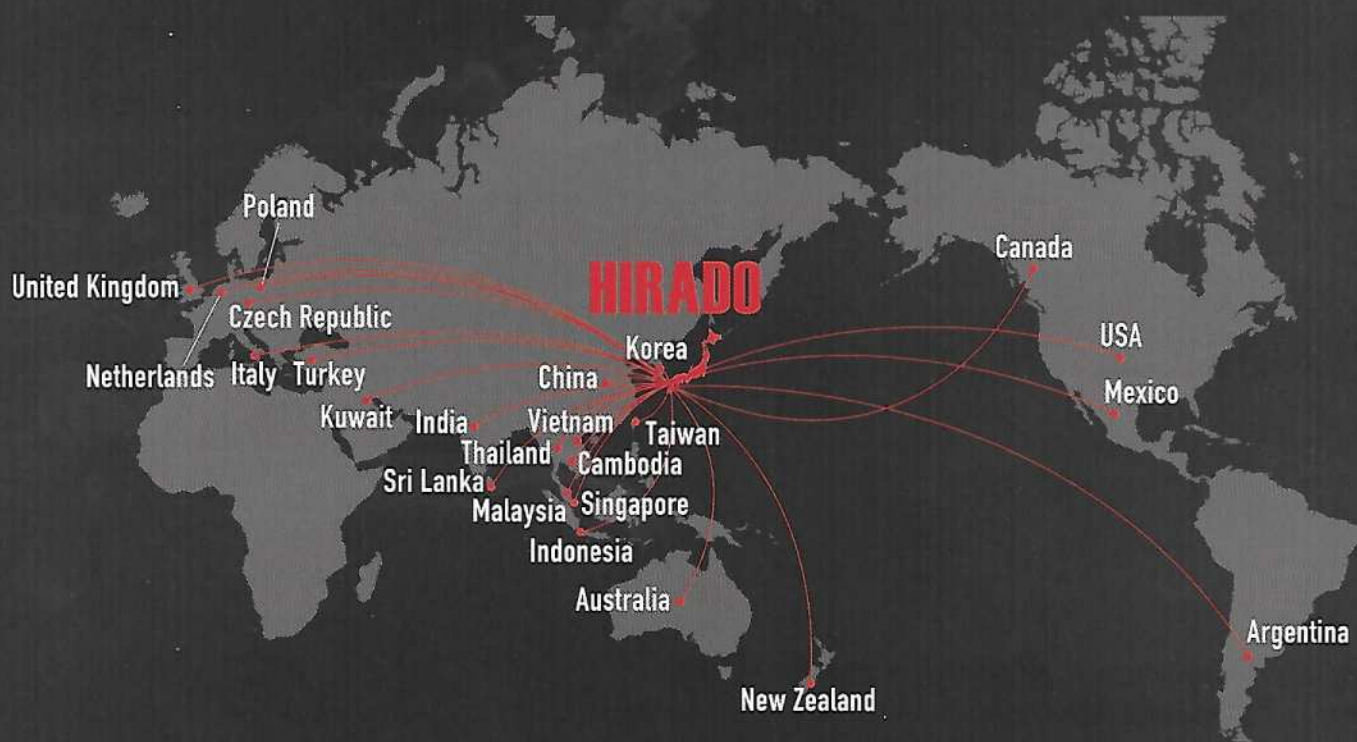 Poland
Canada
United Kingdom
HIRADO
Czech Republic
USA
Korea
Netherlands
Italy
Turkey
China
Mexico
Kuwait
India
Vietnam
Taiwan
Thailand
Cambodia
Sri Lanka
Malaysia
Singapore
Indonesia
Australia
Argentina
New Zealand